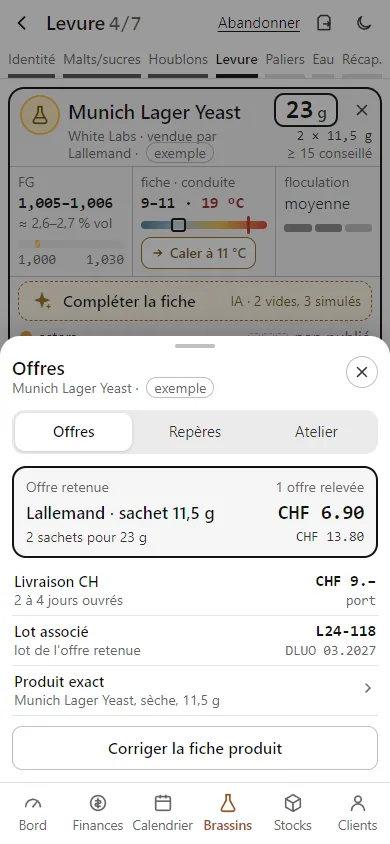 Levure 4/7
Abandonner
Identité Malts/sucres Houblons Levure Paliers Eau Récap.
Munich Lager Yeast
23 g
White Labs · vendue par
Lallemand · exemple
2 x 11,5 g
≥ 15 conseillé
FG
1,005–1,006
≈ 2,6–2,7 % vol
1,000 1,030
fiche · conduite
9–11 · 19 °C
→ Caler à 11 °C
floculation
moyenne
Compléter la fiche
IA · 2 vides, 3 simulés
Offres
Munich Lager Yeast · exemple
Offres Repères Atelier
Offre retenue 1 offre relevée
Lallemand · sachet 11,5 g CHF 6.90
2 sachets pour 23 g CHF 13.80
Livraison CH CHF 9.–
2 à 4 jours ouvrés port
Lot associé L24-118
lot de l'offre retenue DLUO 03.2027
Produit exact
Munich Lager Yeast, sèche, 11,5 g
Corriger la fiche produit
Bord Finances Calendrier Brassins Stocks Clients